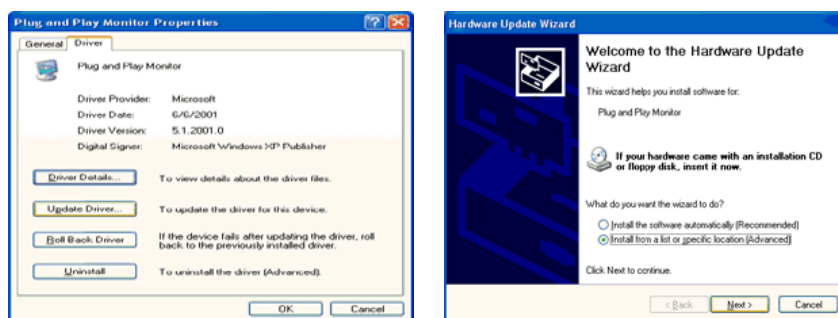 Plug and Play Monitor Properties
General Driver
Plug and Play Monitor
Driver Provider: Microsoft
Driver Date: 6/6/2001
Driver Version: 5.1.2001.0
Digital Signer: Microsoft Windows XP Publisher
Driver Details... To view details about the driver files.
Update Driver... To update the driver for this device.
Roll Back Driver If the device fails after updating the driver, roll
back to the previously installed driver.
Uninstall To uninstall the driver (Advanced).
OK Cancel
Hardware Update Wizard
Welcome to the Hardware Update
Wizard
This wizard helps you install software for:
Plug and Play Monitor
If your hardware came with an installation CD
or floppy disk, insert it now.
What do you want the wizard to do?
Install the software automatically (Recommended)
Install from a list or specific location (Advanced)
Click Next to continue.
< Back Next > Cancel